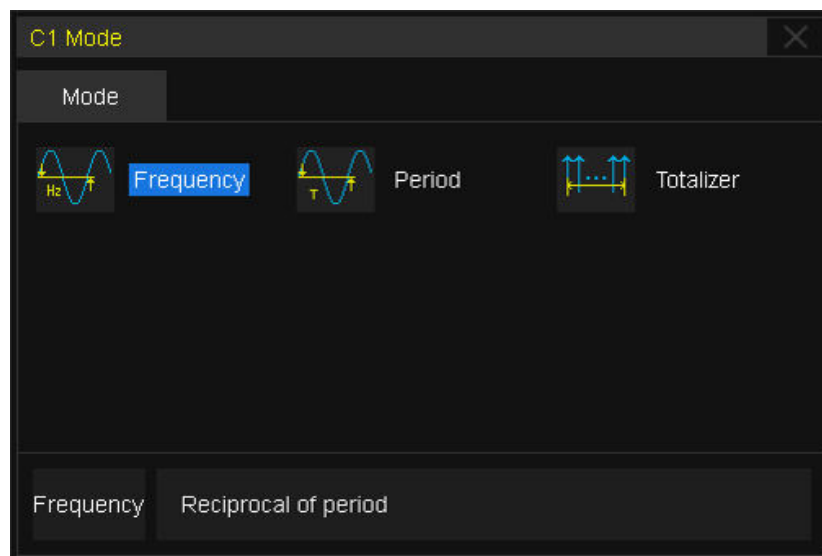 C1 Mode
Mode
Hz Frequency T Period Totalizer
Frequency Reciprocal of period